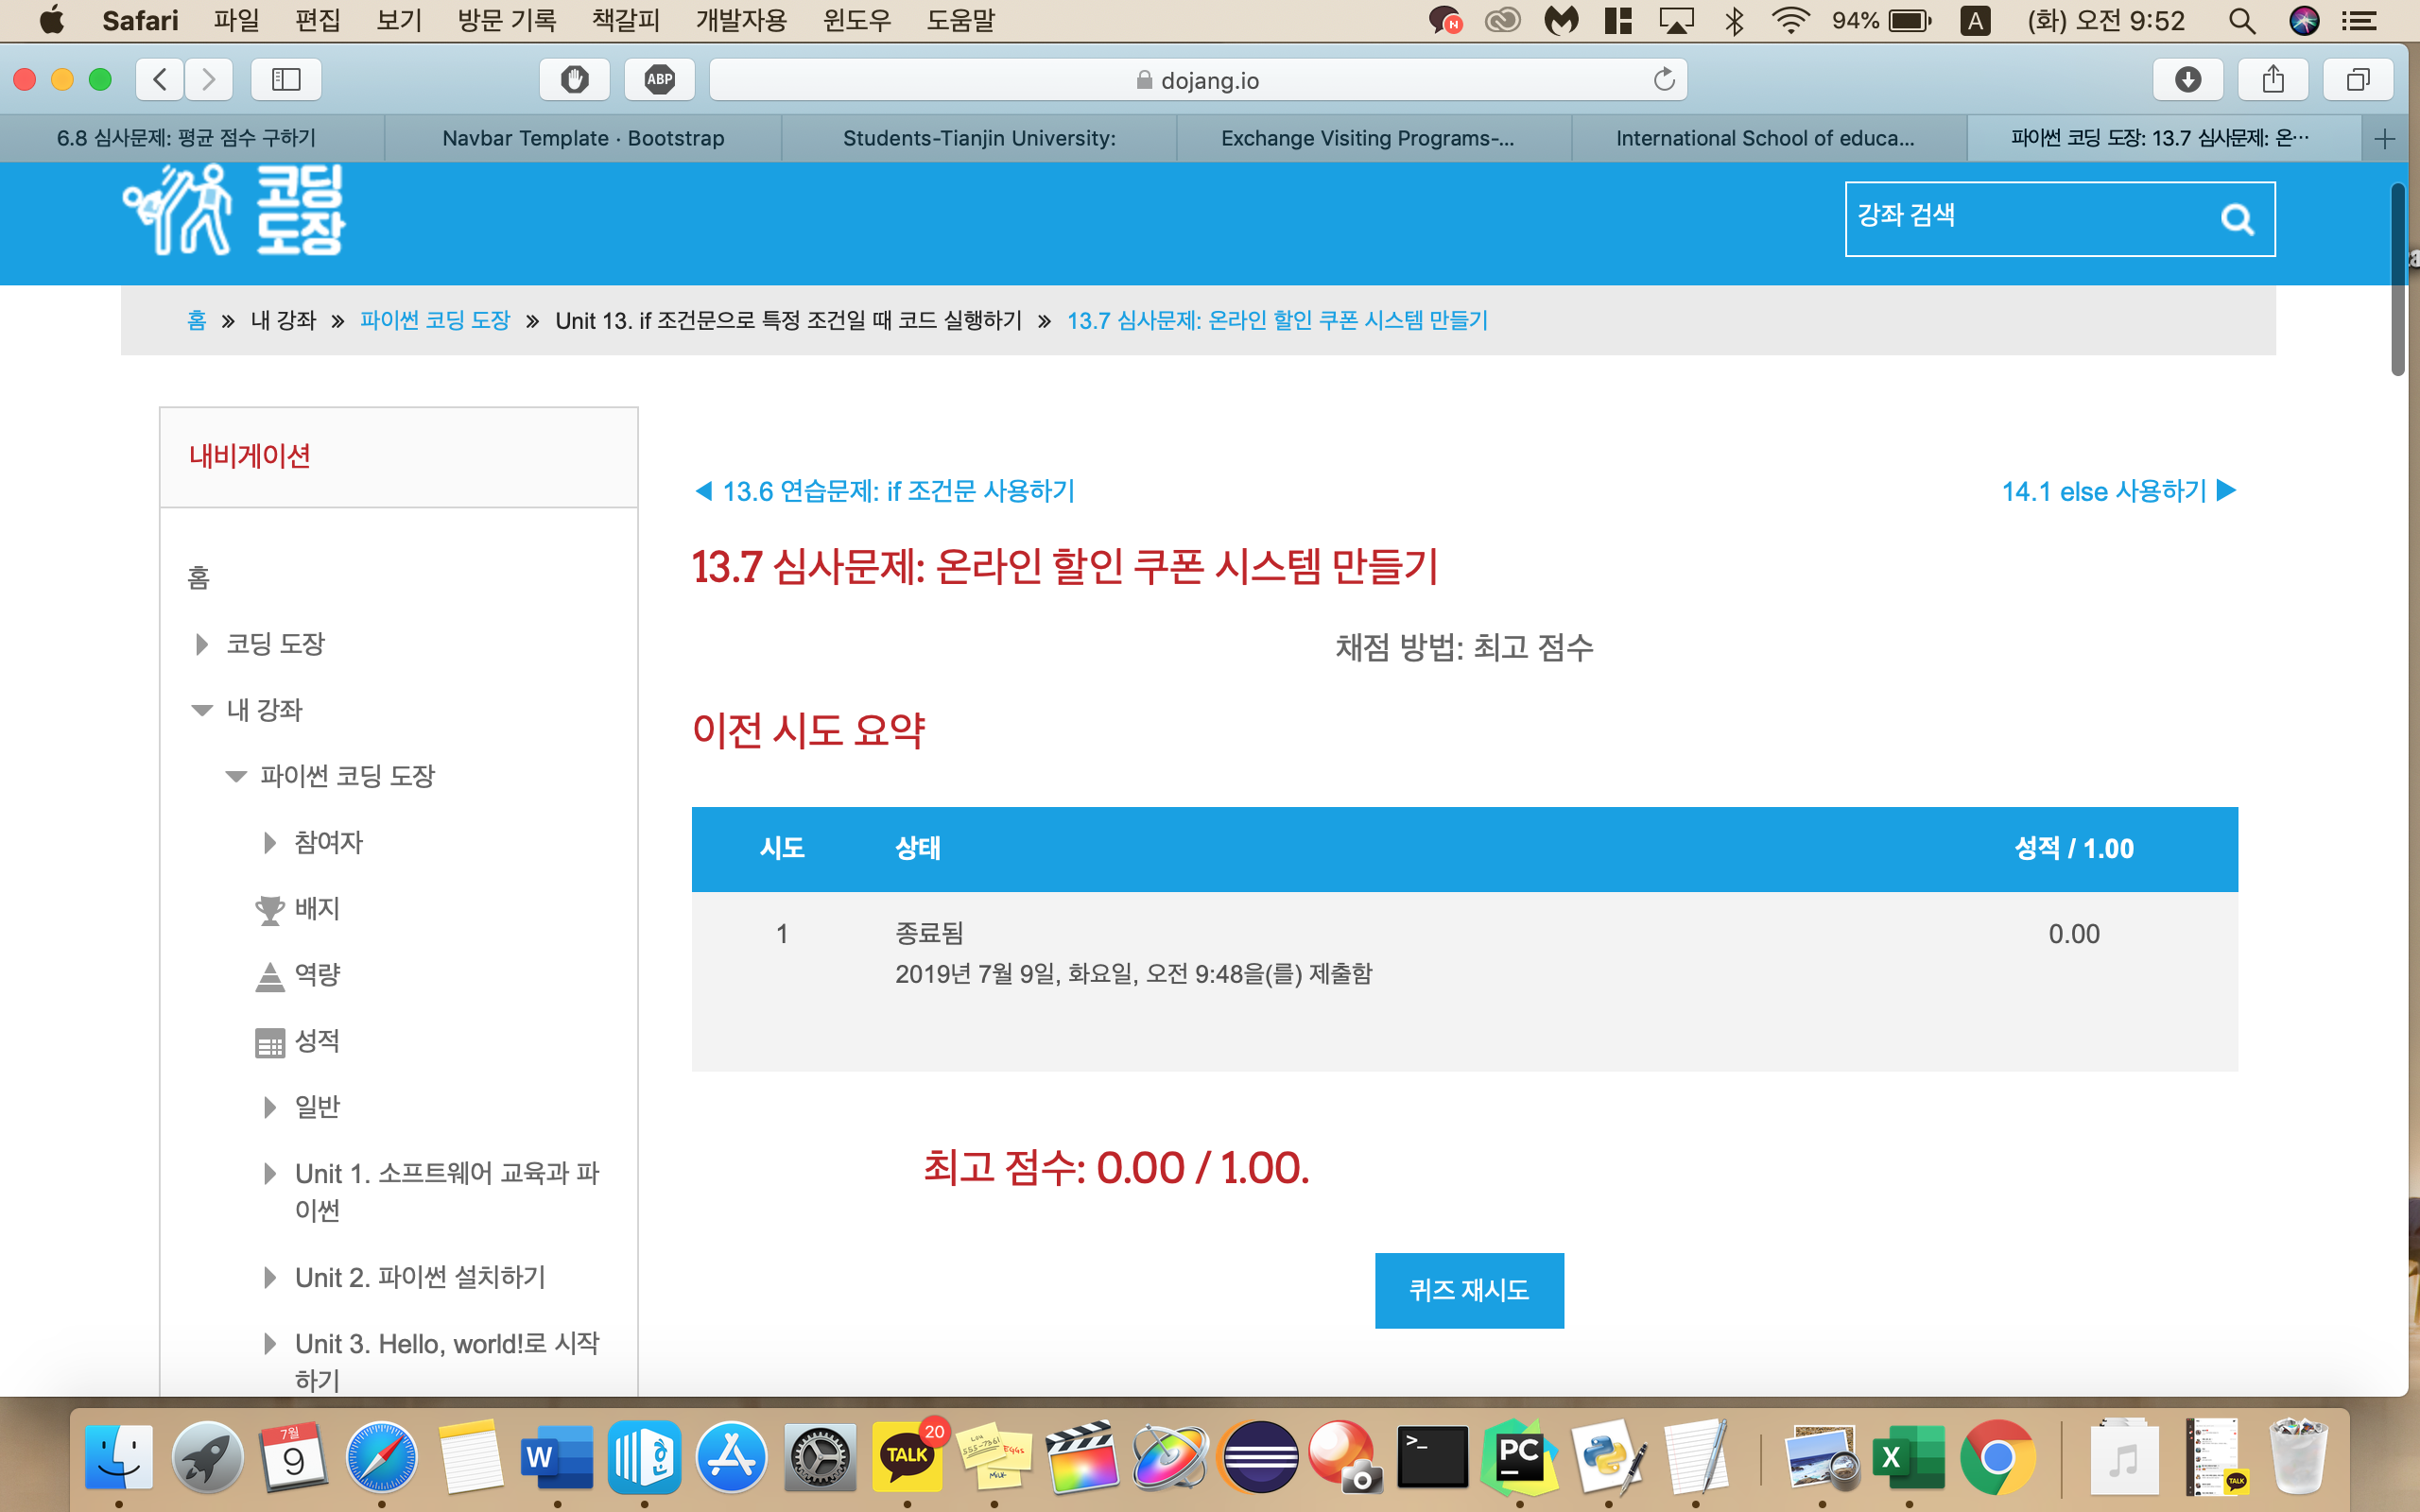 Safari 파일 편집 보기 방문 기록 책갈피 개발자용 윈도우 도움말 94% A (화) 오전 9:52
ABP dojang.io
6.8 심사문제: 평균 점수 구하기 Navbar Template · Bootstrap Students-Tianjin University: Exchange Visiting Programs-... International School of educa... 파이썬 코딩 도장: 13.7 심사문제: 온···
코딩
도장
강좌 검색
홈 » 내 강좌 » 파이썬 코딩 도장 » Unit 13. if 조건문으로 특정 조건일 때 코드 실행하기 » 13.7 심사문제: 온라인 할인 쿠폰 시스템 만들기
내비게이션
홈
코딩 도장
내 강좌
파이썬 코딩 도장
참여자
배지
역량
성적
일반
Unit 1. 소프트웨어 교육과 파
이썬
Unit 2. 파이썬 설치하기
Unit 3. Hello, world!로 시작
하기
◀ 13.6 연습문제: if 조건문 사용하기 14.1 else 사용하기 ▶
13.7 심사문제: 온라인 할인 쿠폰 시스템 만들기
채점 방법: 최고 점수
이전 시도 요약
시도 상태 성적 / 1.00
1 종료됨 0.00
2019년 7월 9일, 화요일, 오전 9:48을(를) 제출함
최고 점수: 0.00 / 1.00.
퀴즈 재시도
7월
9
W
TALK
20
EGGS
MILK
>_
PC
X
TALK